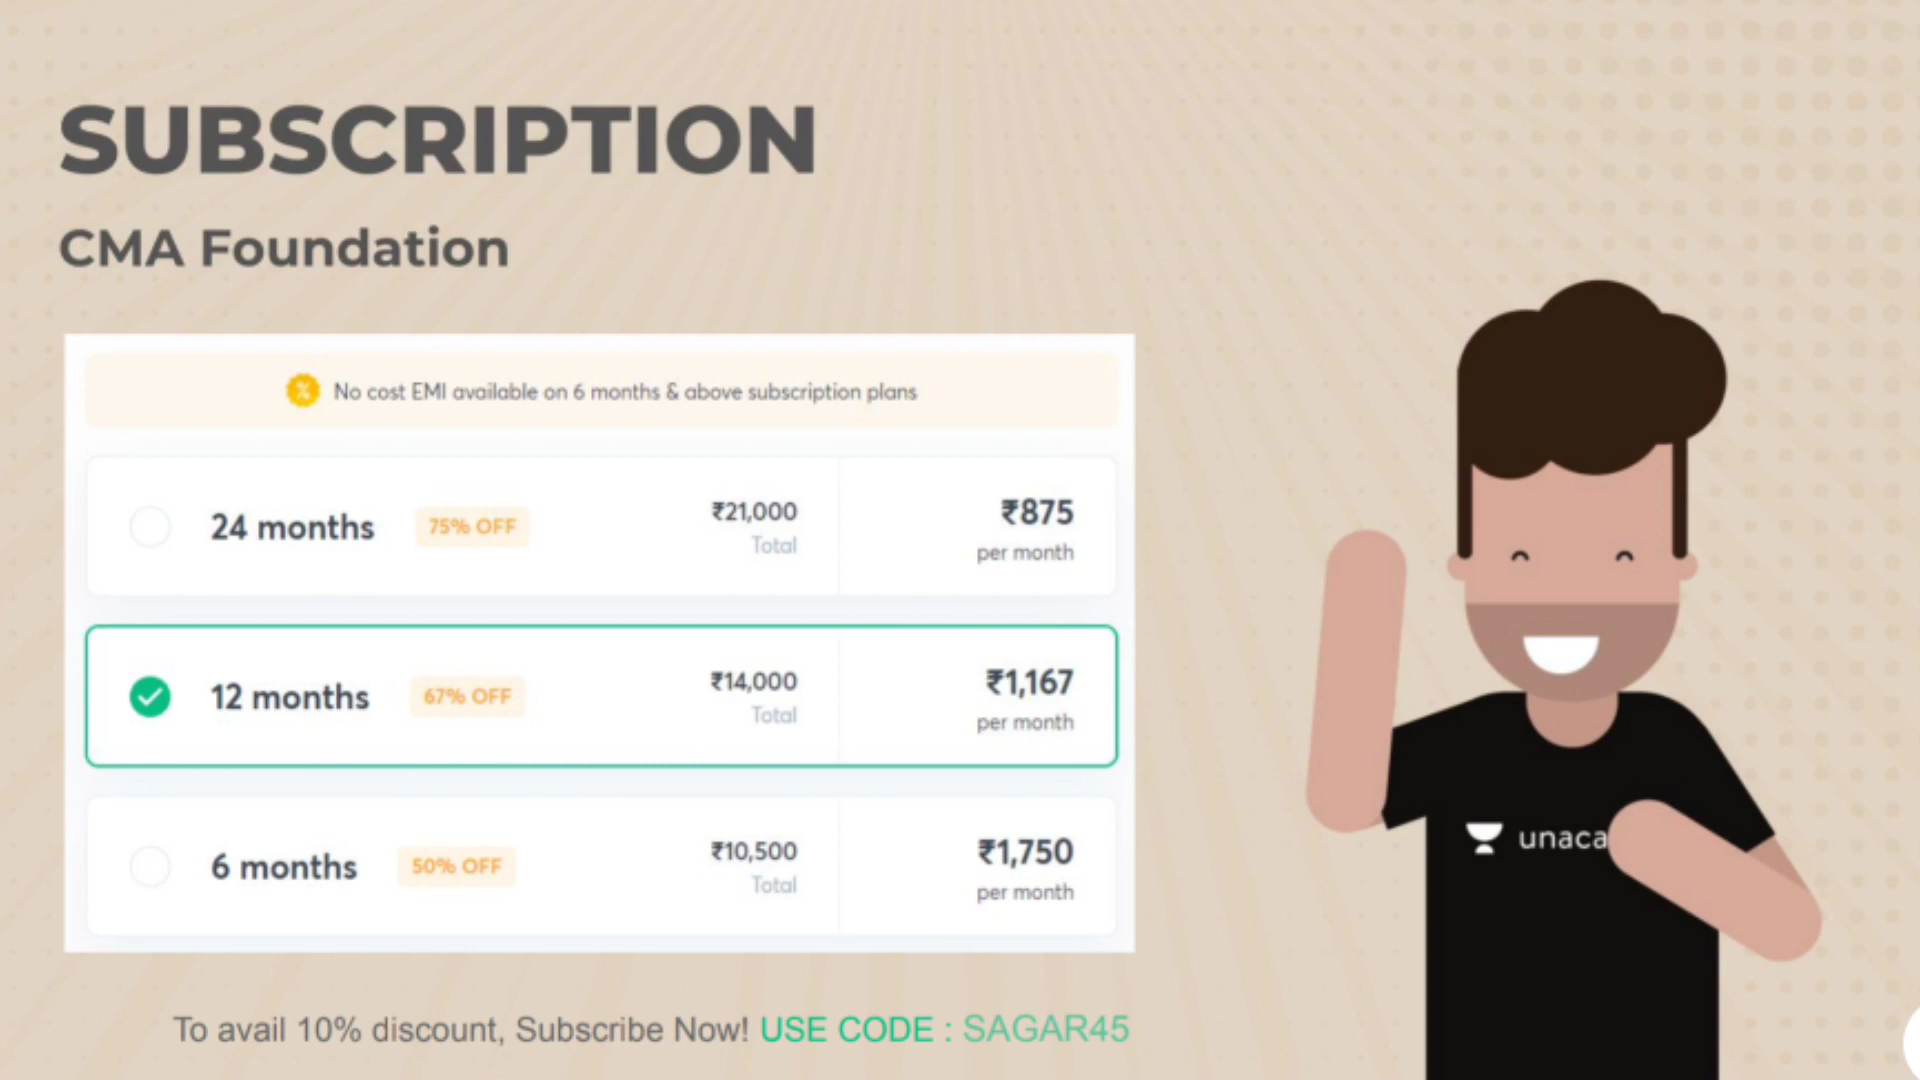 SUBSCRIPTION
CMA Foundation
No cost EMI available on 6 months & above subscription plans
24 months 75% OFF ₹21,000 ₹875
Total per month
12 months 67% OFF ₹14,000 ₹1,167
Total per month
6 months 50% OFF ₹10,500 ₹1,750
Total per month
unaca
To avail 10% discount, Subscribe Now! USE CODE : SAGAR45